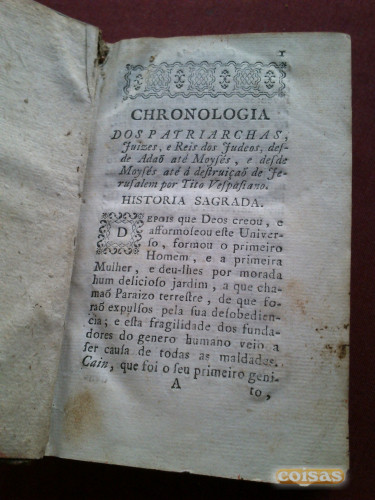 1
CHRONOLOGIA
DOS PATRIARCHAS,
Juizes, e Reis dos Judeos, desf-
de Adaõ até Moysés, e desde
Moysés até á destruiçaõ de Je-
rusalem por Tito Vespasiano.
HISTORIA SAGRADA.
DEPOIS que Deos creou, e
afformoseou este Univer-
so, formou o primeiro
Homem, e a primeira
Mulher, e deu-lhes por morada
hum delicioso jardim, a que cha-
maõ Paraizo terrestre, de que fo-
raõ expulsos pela sua desobedien-
cia; e esta fragilidade dos funda-
dores do genero humano veio a
ser causa de todas as maldades.
Cain, que foi o seu primeiro geni-
A to,
coisas